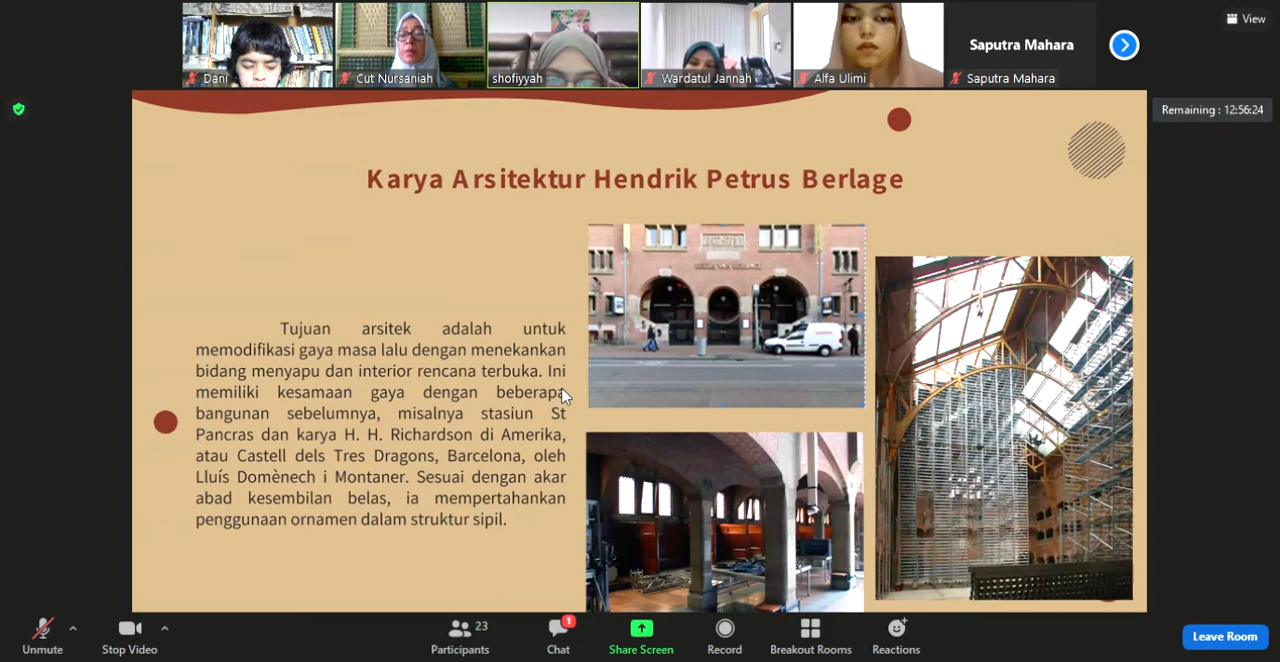 Saputra Mahara
View
Dani
Cut Nursaniah
shofiyyah
Wardatul Jannah
Alfa Ulimi
Saputra Mahara
Remaining : 12:56:24
Karya Arsitektur Hendrik Petrus Berlage
Tujuan arsitek adalah untuk
memodifikasi gaya masa lalu dengan menekankan
bidang menyapu dan interior rencana terbuka. Ini
memiliki kesamaan gaya dengan beberapa
bangunan sebelumnya, misalnya stasiun St
Pancras dan karya H. H. Richardson di Amerika,
atau Castell dels Tres Dragons, Barcelona, oleh
Lluís Domènech i Montaner. Sesuai dengan akar
abad kesembilan belas, ia mempertahankan
penggunaan ornamen dalam struktur sipil.
Unmute
Stop Video
Participants
23
Chat
1
Share Screen
Record
Breakout Rooms
Reactions
Leave Room